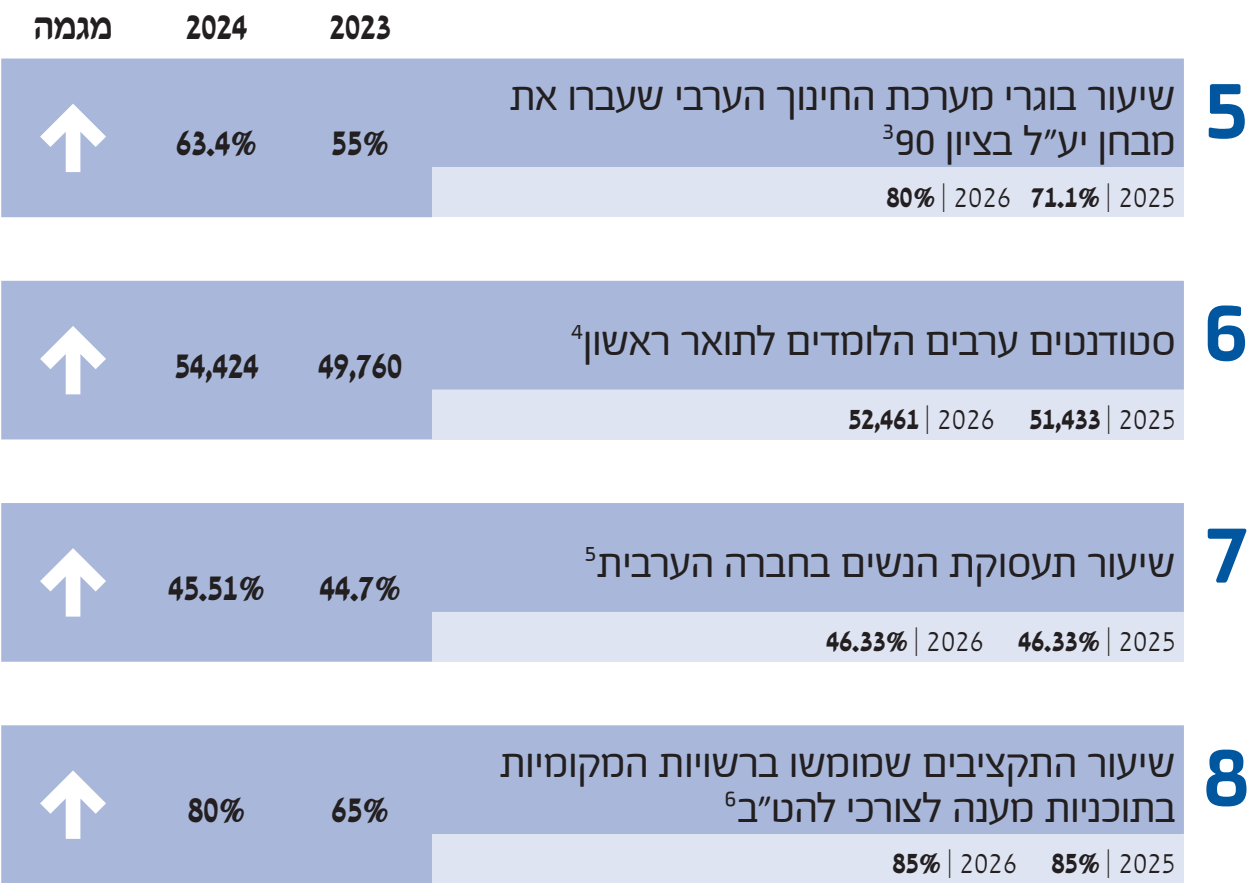 2023 2024 מגמה
5 שיעור בוגרי מערכת החינוך הערבי שעברו את 55% 63.4%
מבחן יע״ל בציון 90³
2025 | 71.1% 2026 | 80%
6 סטודנטים ערבים הלומדים לתואר ראשון⁴ 49,760 54,424
2025 | 51,433 2026 | 52,461
7 שיעור תעסוקת הנשים בחברה הערבית⁵ 44.7% 45.51%
2025 | 46.33% 2026 | 46.33%
8 שיעור התקציבים שמומשו ברשויות המקומיות 65% 80%
בתוכניות מענה לצורכי להט״ב⁶
2025 | 85% 2026 | 85%